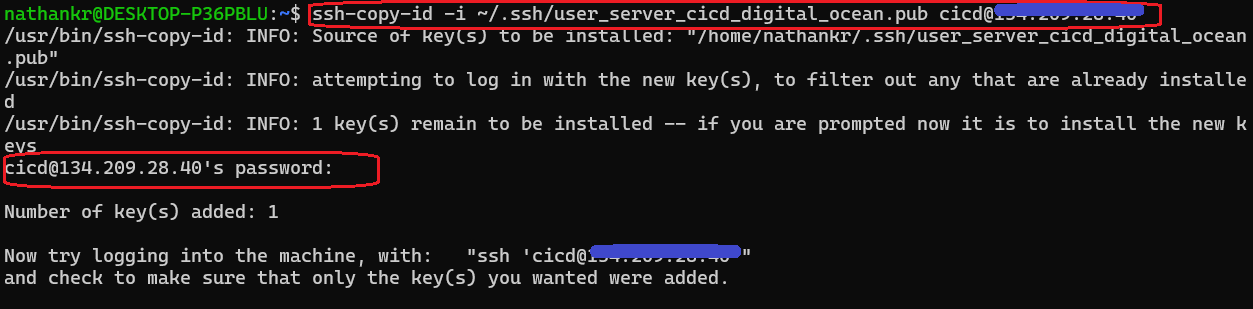 nathankr@DESKTOP-P36PBLU:~$ ssh-copy-id -i ~/.ssh/user_server_cicd_digital_ocean.pub cicd@
/usr/bin/ssh-copy-id: INFO: Source of key(s) to be installed: "/home/nathankr/.ssh/user_server_cicd_digital_ocean
.pub"
/usr/bin/ssh-copy-id: INFO: attempting to log in with the new key(s), to filter out any that are already installe
d
/usr/bin/ssh-copy-id: INFO: 1 key(s) remain to be installed -- if you are prompted now it is to install the new k
eys
cicd@134.209.28.40's password:
Number of key(s) added: 1
Now try logging into the machine, with:   "ssh 'cicd@"
and check to make sure that only the key(s) you wanted were added.